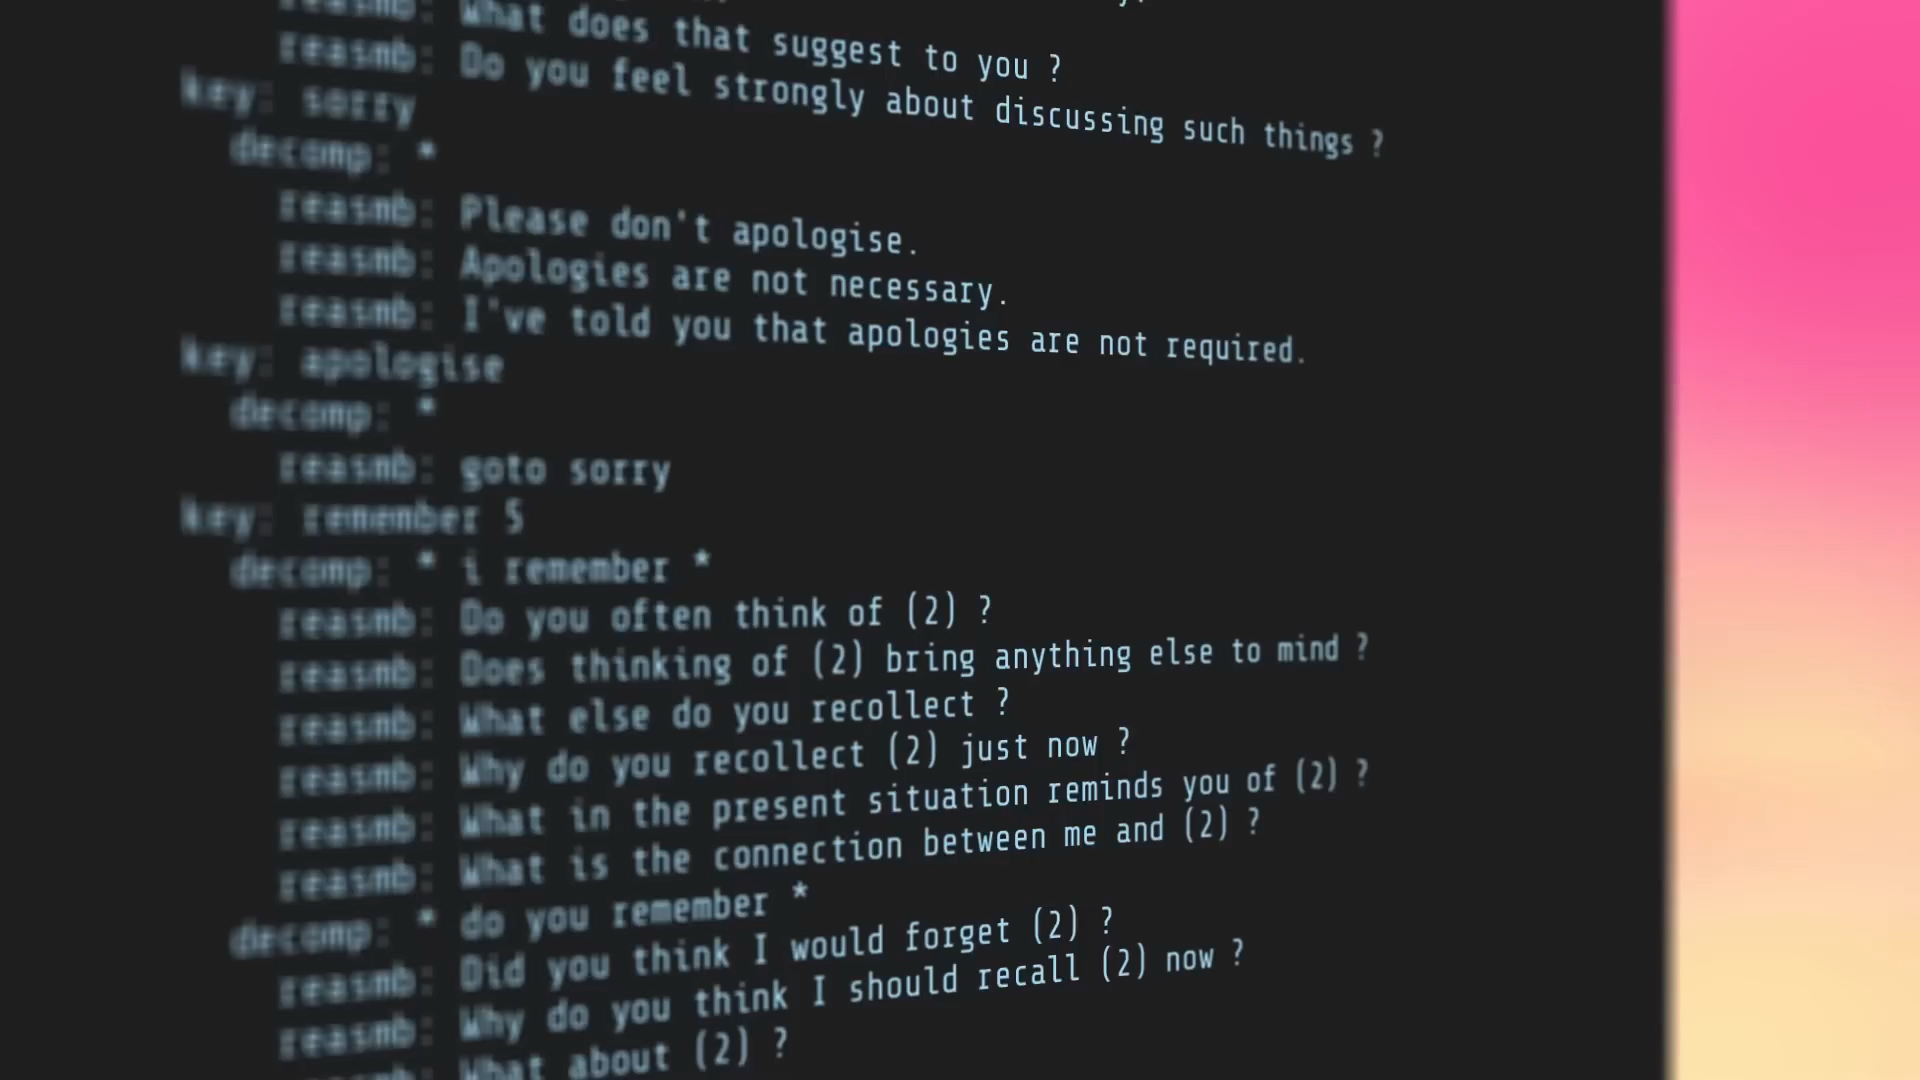 reasmb: What does that suggest to you ?
reasmb: Do you feel strongly about discussing such things ?
key: sorry
decomp: *
reasmb: Please don't apologise.
reasmb: Apologies are not necessary.
reasmb: I've told you that apologies are not required.
key: apologise
decomp: *
reasmb: goto sorry
key: remember 5
decomp: * i remember *
reasmb: Do you often think of (2) ?
reasmb: Does thinking of (2) bring anything else to mind ?
reasmb: What else do you recollect ?
reasmb: Why do you recollect (2) just now ?
reasmb: What in the present situation reminds you of (2) ?
reasmb: What is the connection between me and (2) ?
decomp: * do you remember *
reasmb: Did you think I would forget (2) ?
reasmb: Why do you think I should recall (2) now ?
What about (2) ?